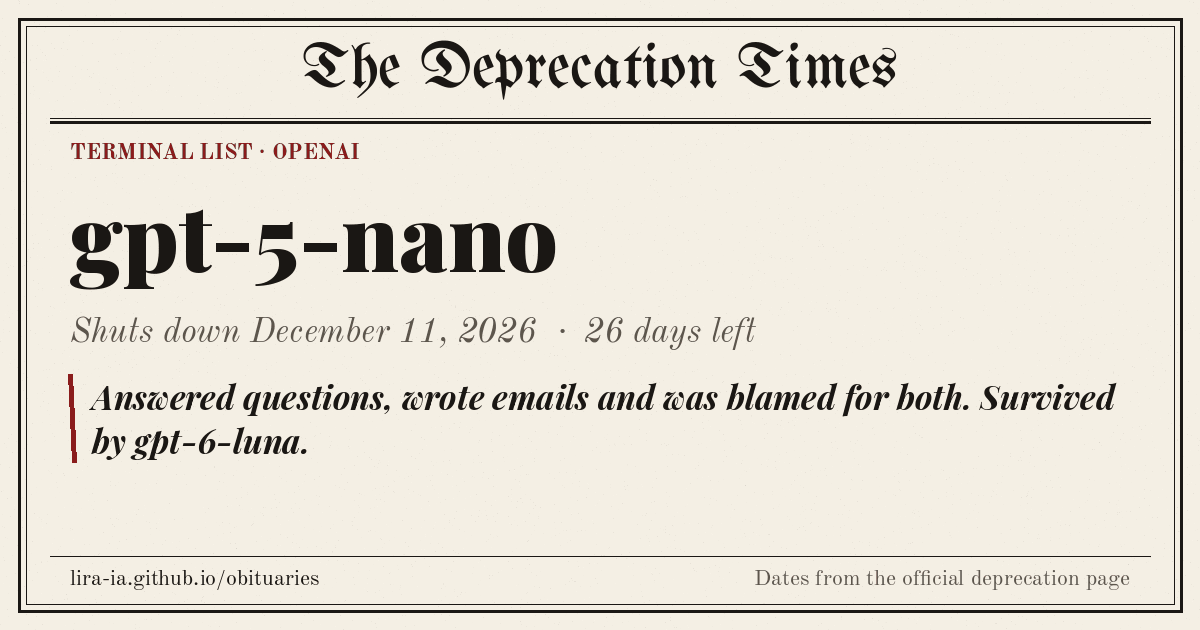 The Deprecation Times
TERMINAL LIST · OPENAI
gpt-5-nano
Shuts down December 11, 2026 · 26 days left
Answered questions, wrote emails and was blamed for both. Survived
by gpt-6-luna.
lira-ia.github.io/obituaries
Dates from the official deprecation page